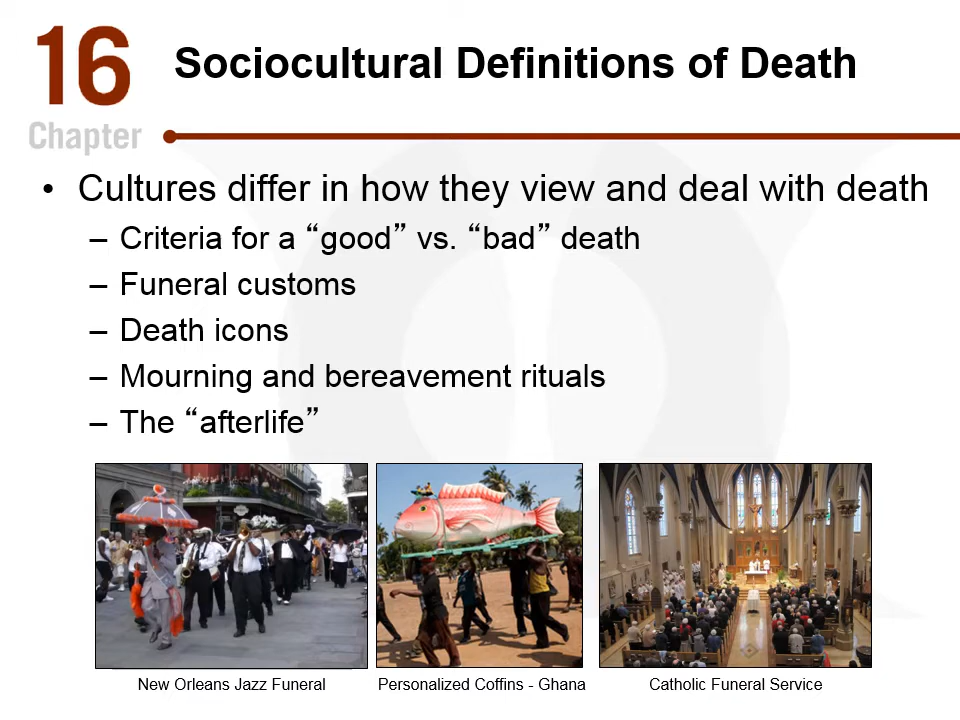 16
Chapter
Sociocultural Definitions of Death
• Cultures differ in how they view and deal with death
– Criteria for a “good” vs. “bad” death
– Funeral customs
– Death icons
– Mourning and bereavement rituals
– The “afterlife”
New Orleans Jazz Funeral
Personalized Coffins - Ghana
Catholic Funeral Service